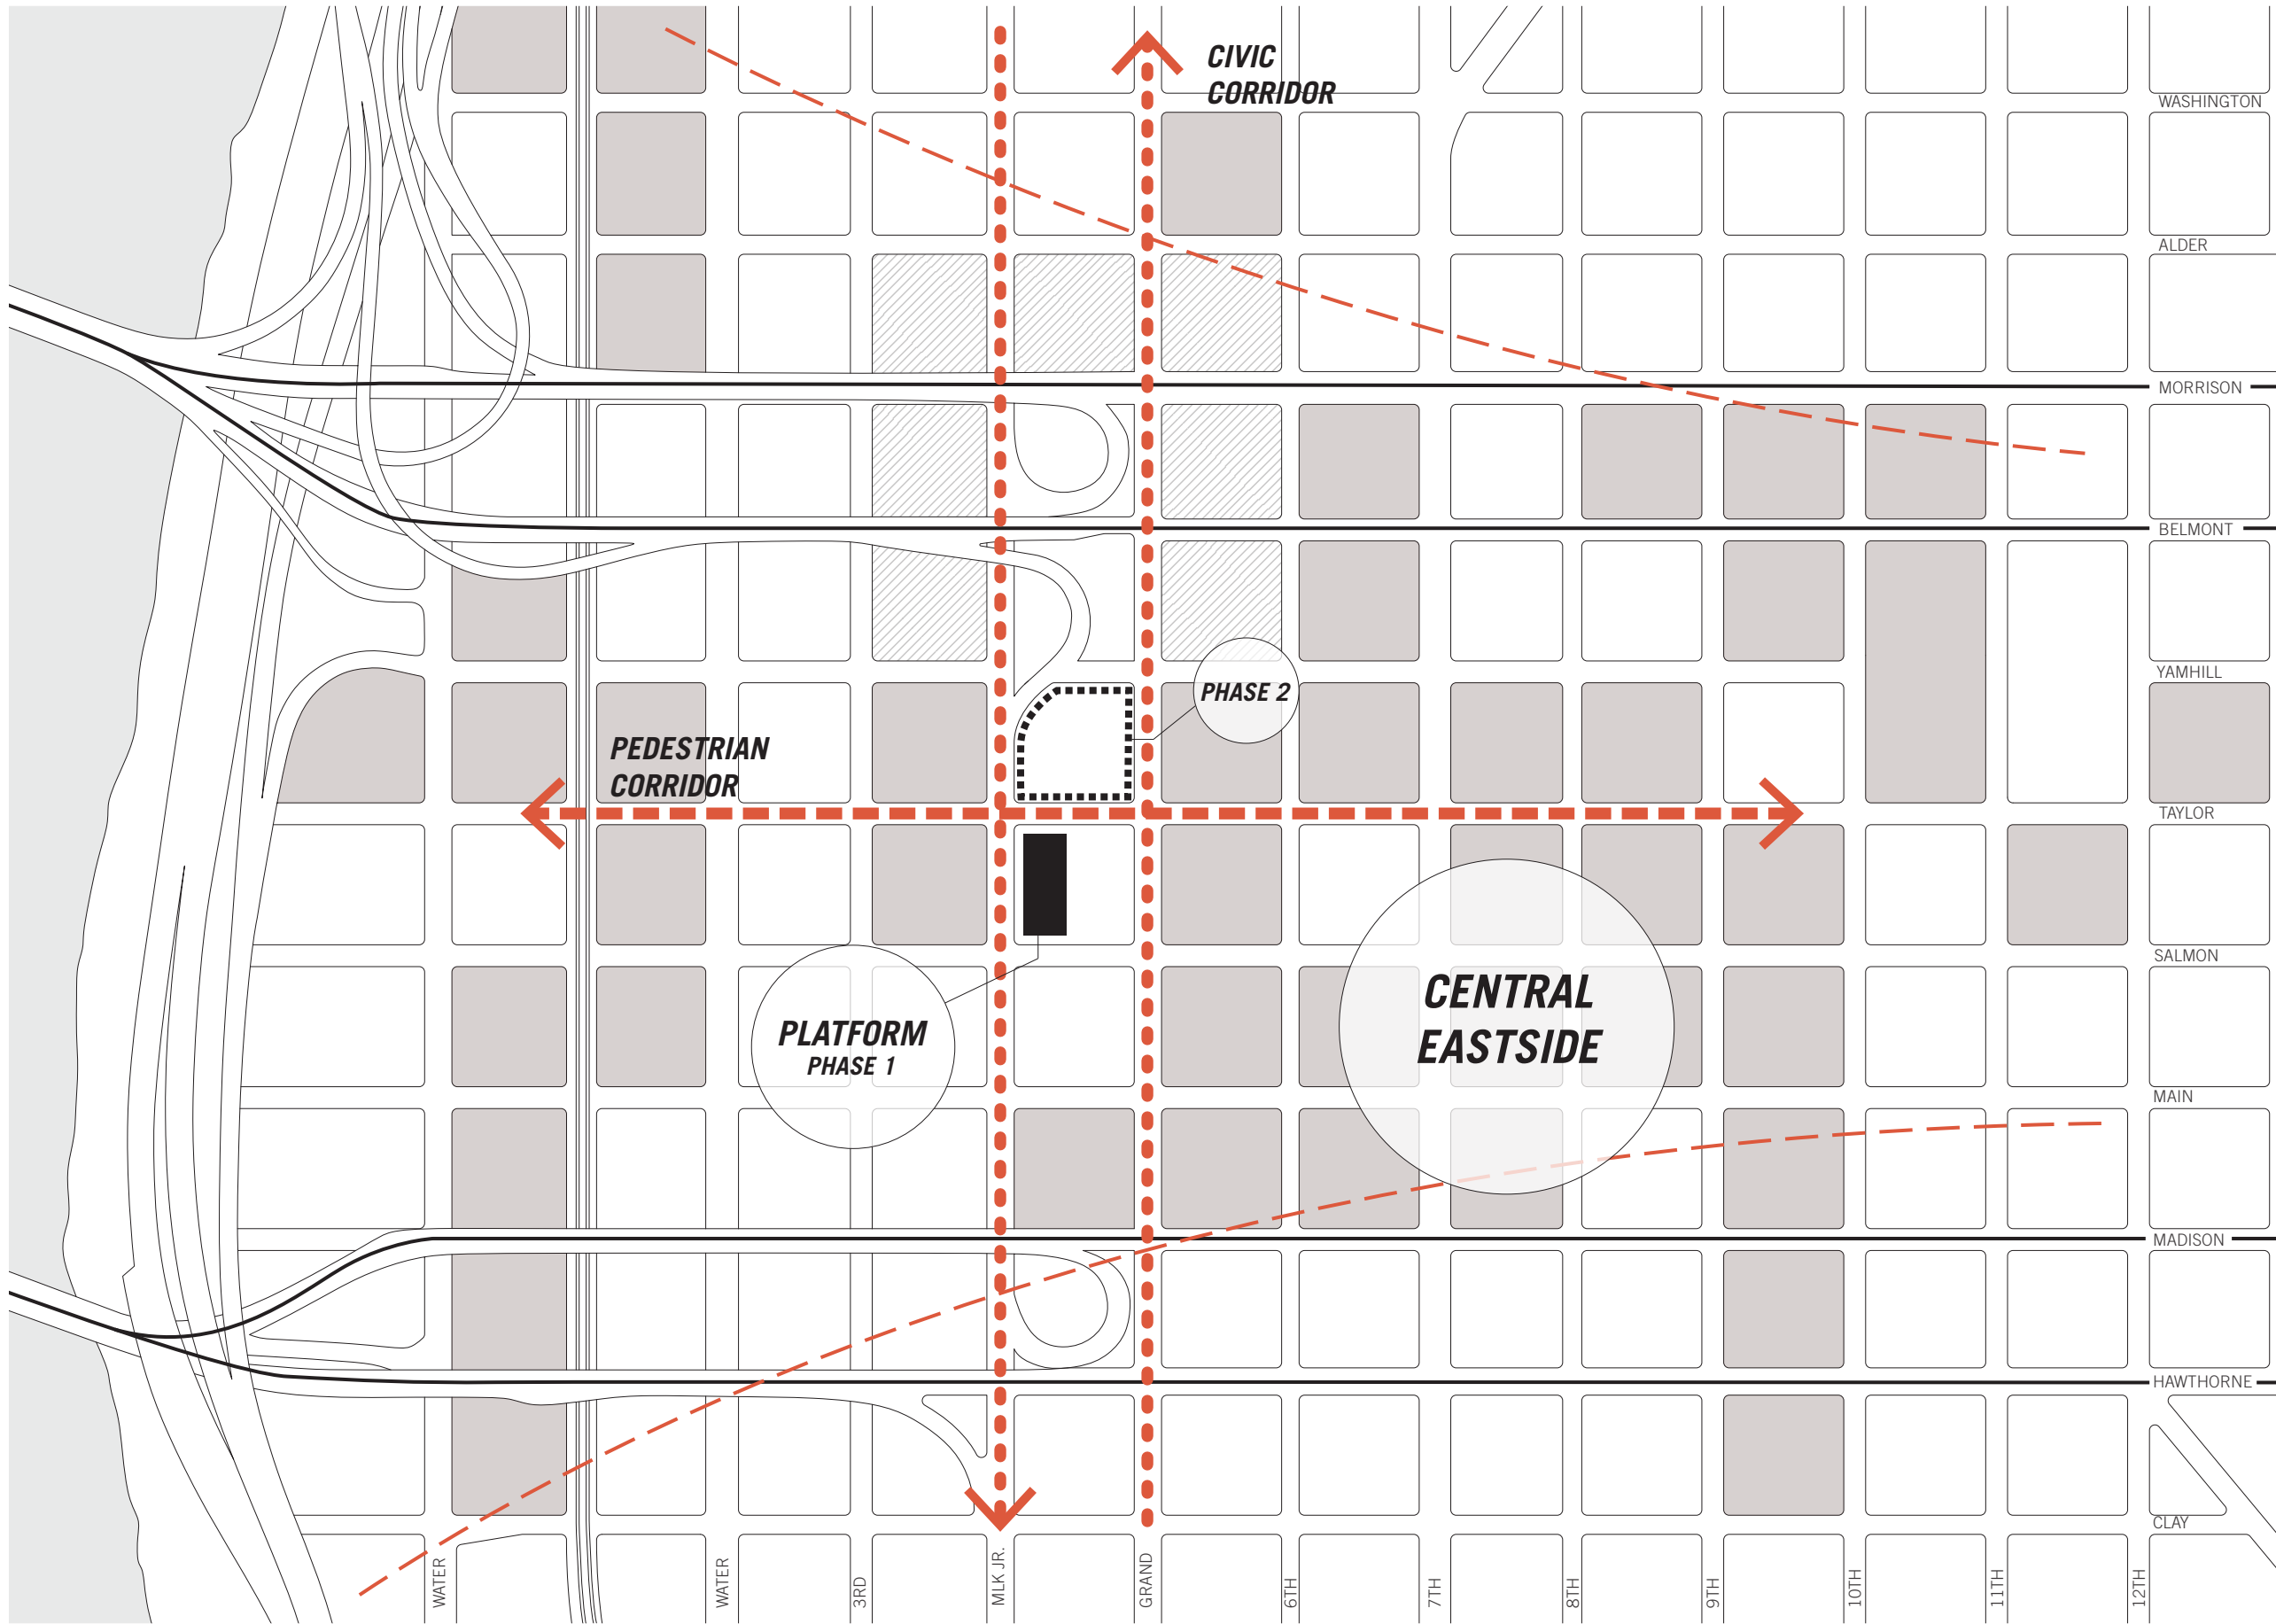 CIVIC
CORRIDOR
WASHINGTON
ALDER
MORRISON
BELMONT
YAMHILL
PHASE 2
PEDESTRIAN
CORRIDOR
TAYLOR
SALMON
CENTRAL
EASTSIDE
PLATFORM
PHASE 1
MAIN
MADISON
HAWTHORNE
CLAY
WATER
WATER
3RD
MLK JR.
GRAND
6TH
7TH
8TH
9TH
10TH
11TH
12TH